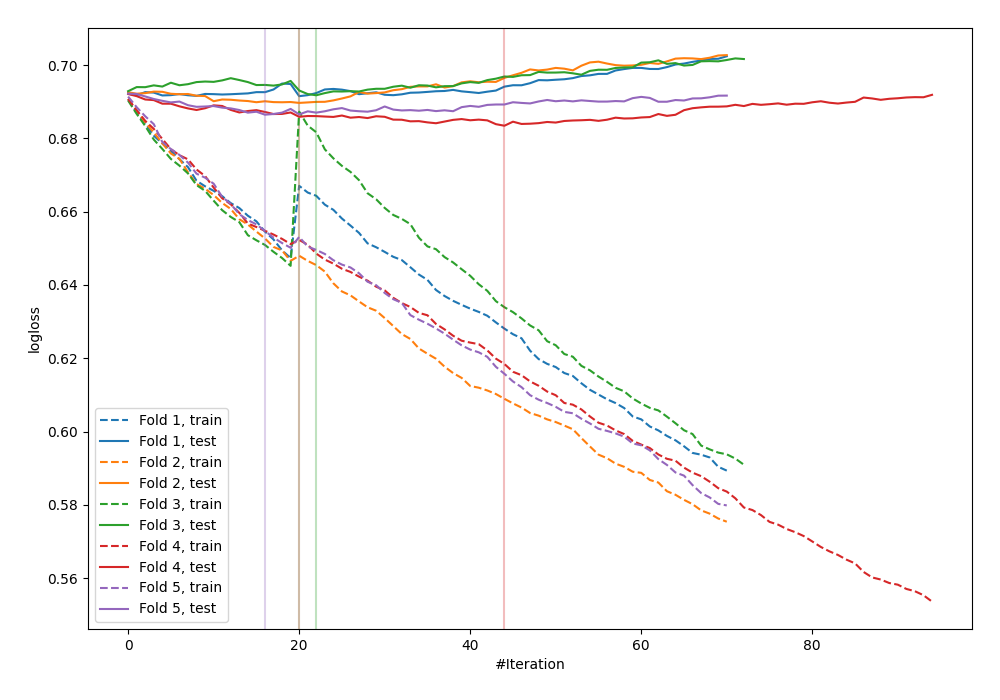 0.70
0.68
0.66
0.64
0.62
0.60
0.58
0.56
logloss
Fold 1, train
Fold 1, test
Fold 2, train
Fold 2, test
Fold 3, train
Fold 3, test
Fold 4, train
Fold 4, test
Fold 5, train
Fold 5, test
0 20 40 60 80
#Iteration